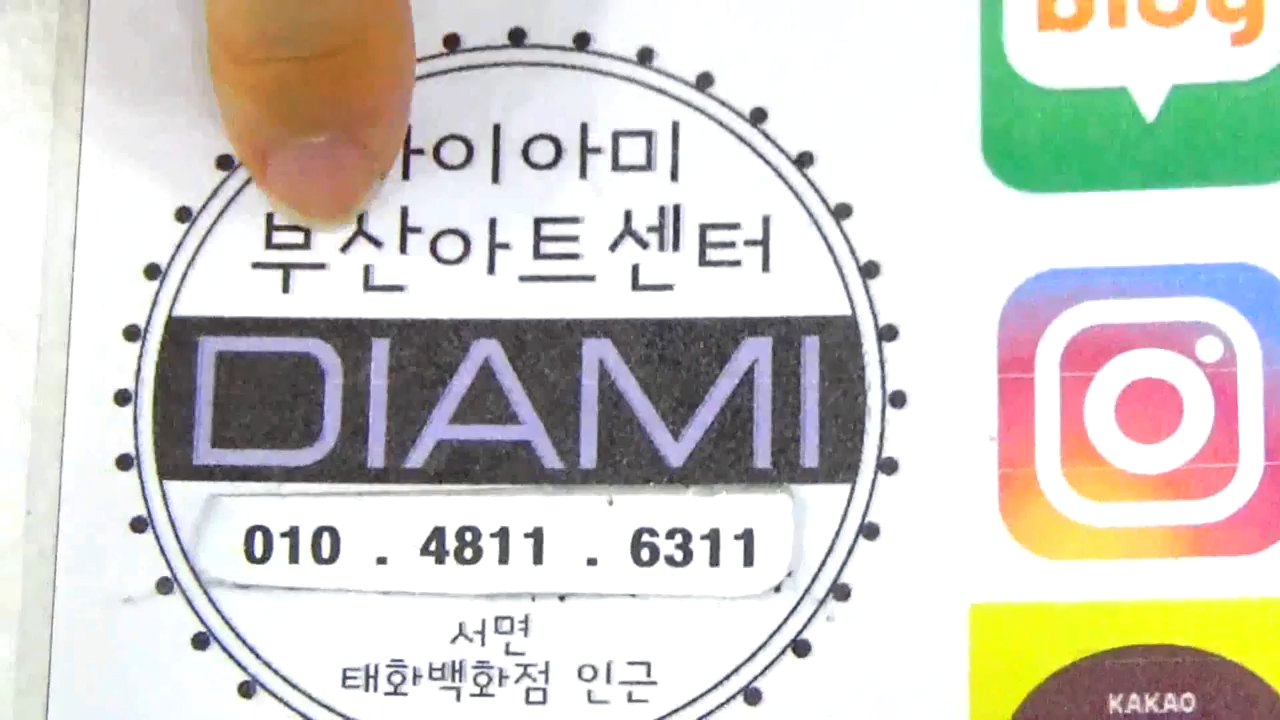 blog
이아미
부산아트센터
DIAMI
010 . 4811 . 6311
서면
태화백화점 인근
KAKAO